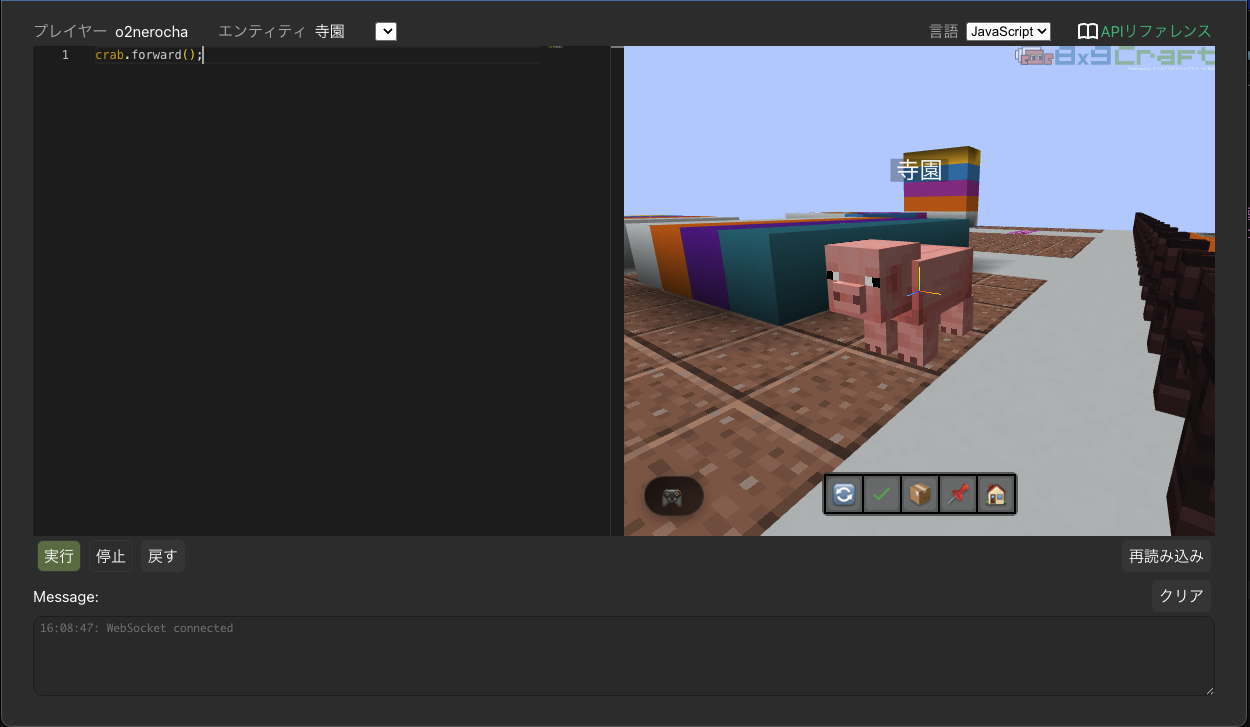 プレイヤー o2nerocha エンティティ 寺園
言語 JavaScript APIリファレンス
1 crab.forward();
8x9Craft
寺園
実行 停止 戻す 再読み込み
Message: クリア
16:08:47: WebSocket connected